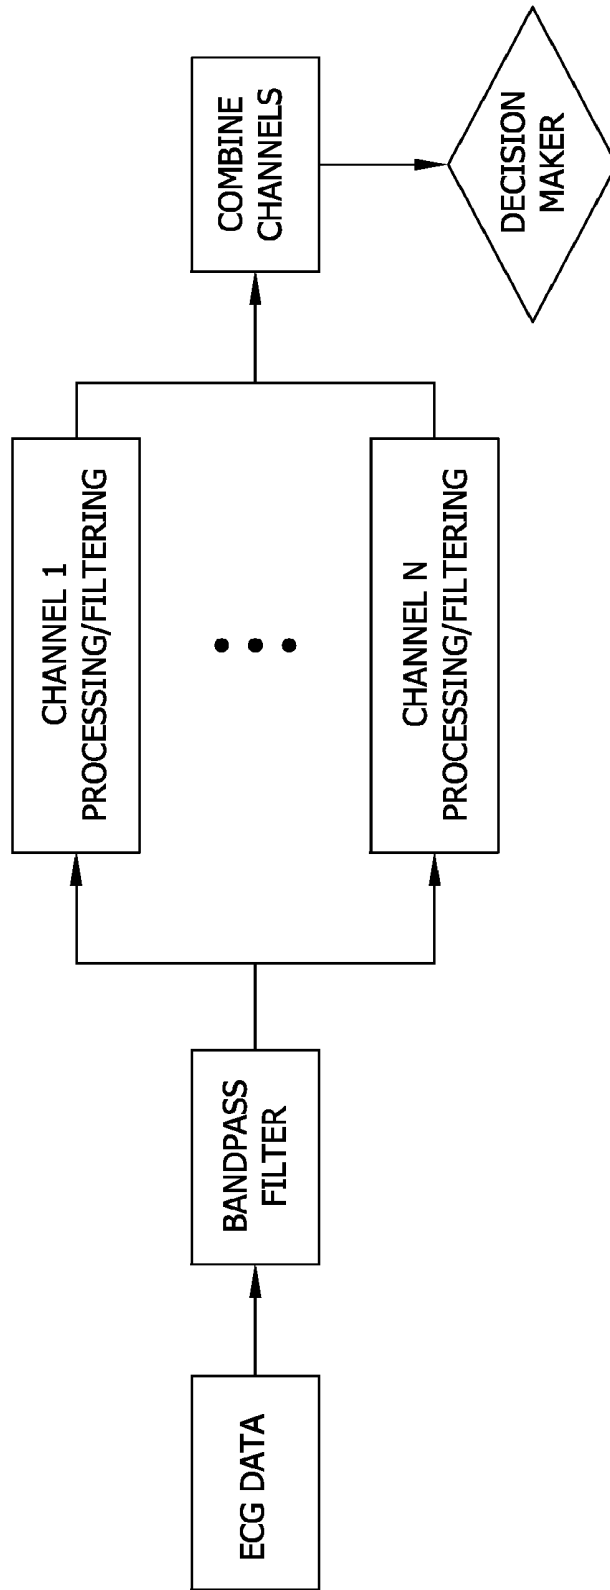 ECG DATA
BANDPASS
FILTER
CHANNEL 1
PROCESSING/FILTERING
CHANNEL N
PROCESSING/FILTERING
COMBINE
CHANNELS
DECISION
MAKER